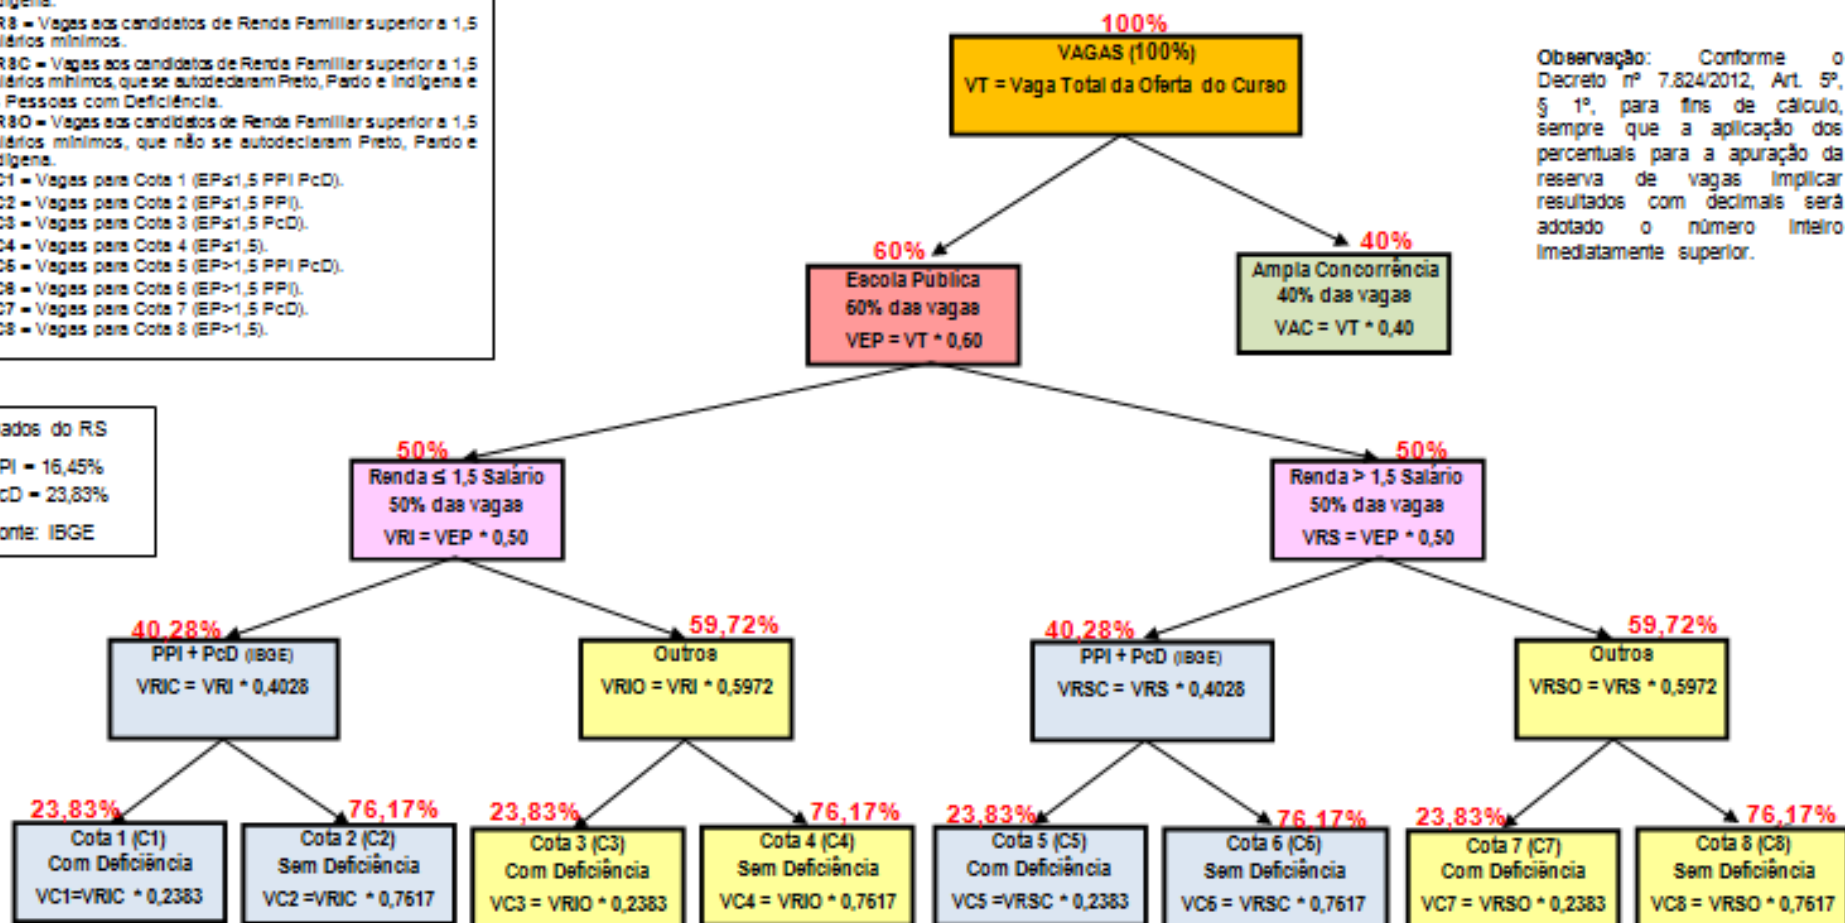 R8 = Vagas aos candidatos de Renda Familiar superior a 1,5
mínimos.
R8C = Vagas aos candidatos de Renda Familiar superior a 1,5
mínimos, que se autodeclaram Preto, Pardo e Indígena e
Pessoas com Deficiência.
R8O = Vagas aos candidatos de Renda Familiar superior a 1,5
mínimos, que não se autodeclaram Preto, Pardo e
C1 = Vagas para Cota 1 (EP≤1,5 PPI PcD).
C2 = Vagas para Cota 2 (EP≤1,5 PPI).
C3 = Vagas para Cota 3 (EP≤1,5 PcD).
C4 = Vagas para Cota 4 (EP≤1,5).
C5 = Vagas para Cota 5 (EP>1,5 PPI PcD).
C6 = Vagas para Cota 6 (EP>1,5 PPI).
C7 = Vagas para Cota 7 (EP>1,5 PcD).
C8 = Vagas para Cota 8 (EP>1,5).
100%
VAGAS (100%)
VT = Vaga Total da Oferta do Curso
Observação: Conforme o
Decreto nº 7.824/2012, Art. 5º,
§ 1º, para fins de cálculo,
sempre que a aplicação dos
percentuais para a apuração da
reserva de vagas implicar
resultados com decimais será
adotado o número inteiro
imediatamente superior.
60%
Escola Pública
60% das vagas
VEP = VT * 0,60
40%
Ampla Concorrência
40% das vagas
VAC = VT * 0,40
ados do RS
PI = 16,45%
cD = 23,83%
onte: IBGE
50%
Renda ≤ 1,5 Salário
50% das vagas
VRI = VEP * 0,50
50%
Renda > 1,5 Salário
50% das vagas
VRS = VEP * 0,50
40,28%
PPI + PcD (IBGE)
VRIC = VRI * 0,4028
59,72%
Outros
VRIO = VRI * 0,5972
40,28%
PPI + PcD (IBGE)
VRSC = VRS * 0,4028
59,72%
Outros
VRSO = VRS * 0,5972
23,83%
Cota 1 (C1)
Com Deficiência
VC1=VRIC * 0,2383
76,17%
Cota 2 (C2)
Sem Deficiência
VC2 =VRIC * 0,7617
23,83%
Cota 3 (C3)
Com Deficiência
VC3 = VRIO * 0,2383
76,17%
Cota 4 (C4)
Sem Deficiência
VC4 = VRIO * 0,7617
23,83%
Cota 5 (C5)
Com Deficiência
VC5 =VRSC * 0,2383
76,17%
Cota 6 (C6)
Sem Deficiência
VC6 = VRSC * 0,7617
23,83%
Cota 7 (C7)
Com Deficiência
VC7 = VRSO * 0,2383
76,17%
Cota 8 (C8)
Sem Deficiência
VC8 = VRSO * 0,7617